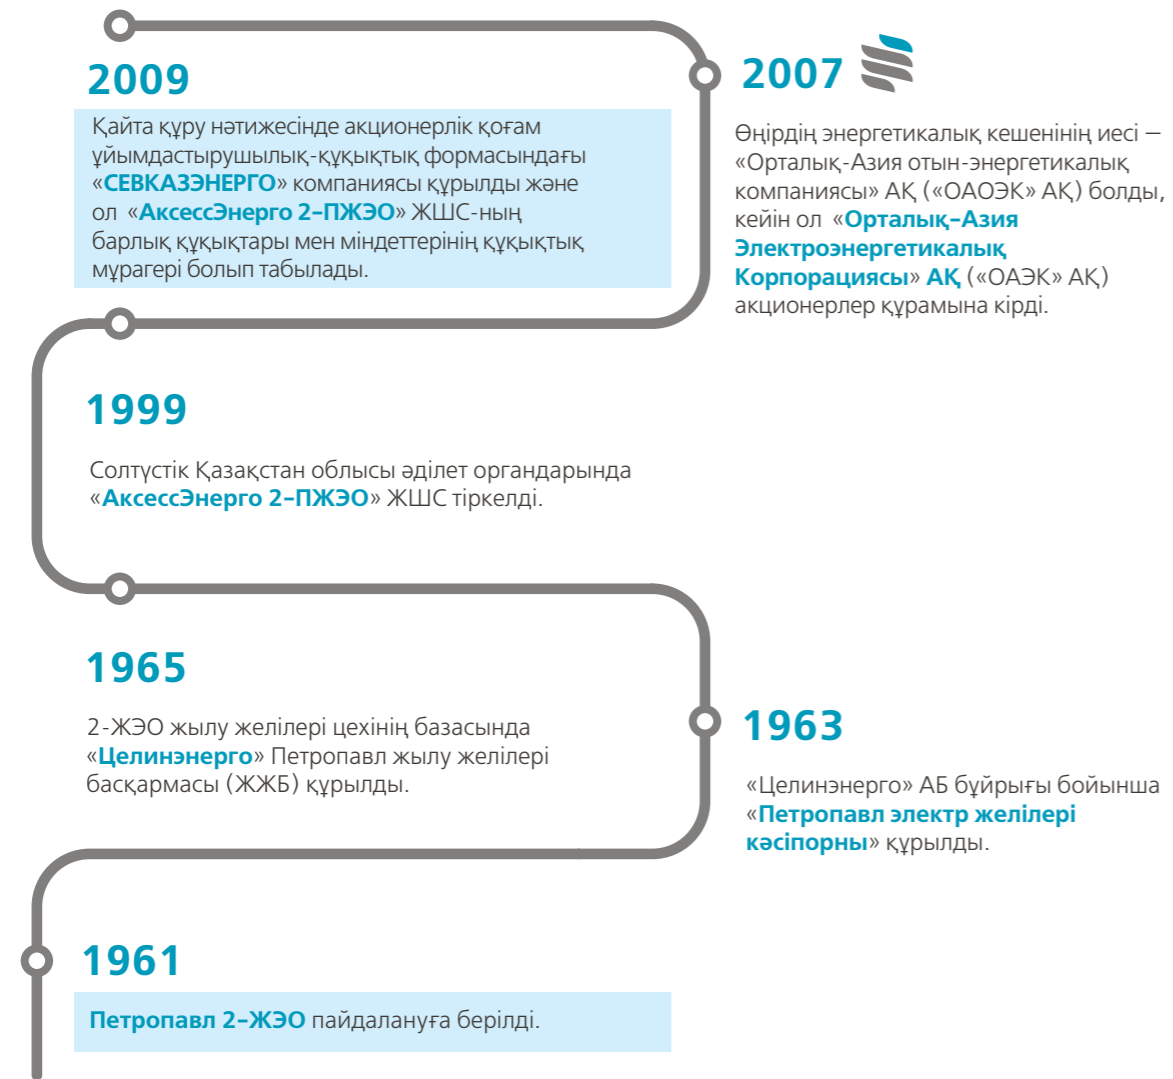 2009
Қайта құру нәтижесінде акционерлік қоғам
ұйымдастырушылық-құқықтық формасындағы
«СЕВКАЗЭНЕРГО» компаниясы құрылды және
ол «АксессЭнерго 2–ПЖЭО» ЖШС-ның
барлық құқықтары мен міндеттерінің құқықтық
мұрагері болып табылады.
2007
Өңірдің энергетикалық кешенінің иесі —
«Орталық-Азия отын-энергетикалық
компаниясы» АҚ («ОАОЭК» АҚ) болды,
кейін ол «Орталық–Азия
Электроэнергетикалық
Корпорациясы» АҚ («ОАЭК» АҚ)
акционерлер құрамына кірді.
1999
Солтүстік Қазақстан облысы әділет органдарында
«АксессЭнерго 2–ПЖЭО» ЖШС тіркелді.
1965
2-ЖЭО жылу желілері цехінің базасында
«Целинэнерго» Петропавл жылу желілері
басқармасы (ЖЖБ) құрылды.
1963
«Целинэнерго» АБ бұйрығы бойынша
«Петропавл электр желілері
кәсіпорны» құрылды.
1961
Петропавл 2–ЖЭО пайдалануға берілді.